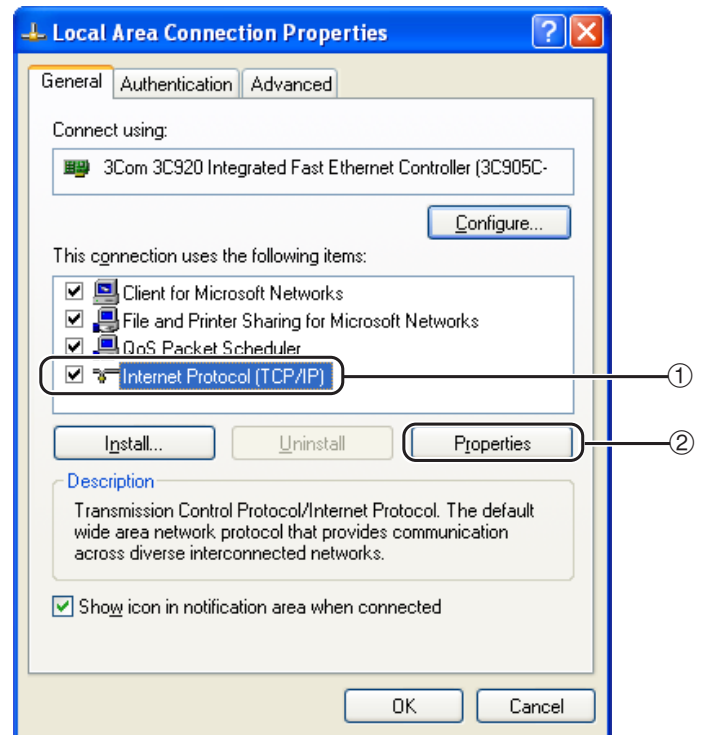 Local Area Connection Properties
General Authentication Advanced
Connect using:
3Com 3C920 Integrated Fast Ethernet Controller (3C905C-
Configure...
This connection uses the following items:
Client for Microsoft Networks
File and Printer Sharing for Microsoft Networks
QoS Packet Scheduler
Internet Protocol (TCP/IP) ①
Install... Uninstall Properties ②
Description
Transmission Control Protocol/Internet Protocol. The default
wide area network protocol that provides communication
across diverse interconnected networks.
Show icon in notification area when connected
OK Cancel